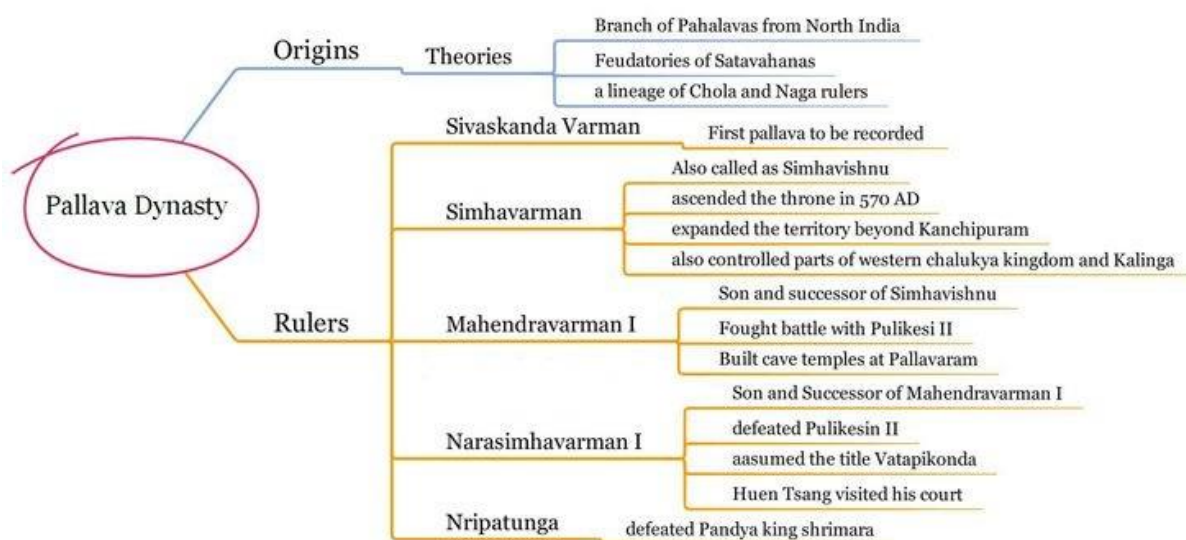 Pallava Dynasty
Origins
Theories
Branch of Pahalavas from North India
Feudatories of Satavahanas
a lineage of Chola and Naga rulers
Rulers
Sivaskanda Varman
First pallava to be recorded
Simhavarman
Also called as Simhavishnu
ascended the throne in 570 AD
expanded the territory beyond Kanchipuram
also controlled parts of western chalukya kingdom and Kalinga
Mahendravarman I
Son and successor of Simhavishnu
Fought battle with Pulikesi II
Built cave temples at Pallavaram
Narasimhavarman I
Son and Successor of Mahendravarman I
defeated Pulikesin II
aasumed the title Vatapikonda
Huen Tsang visited his court
Nripatunga
defeated Pandya king shrimara